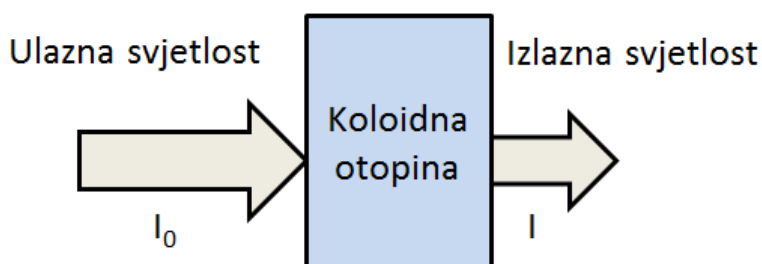 Ulazna svjetlost
Izlazna svjetlost
Koloidna
otopina
I₀
I